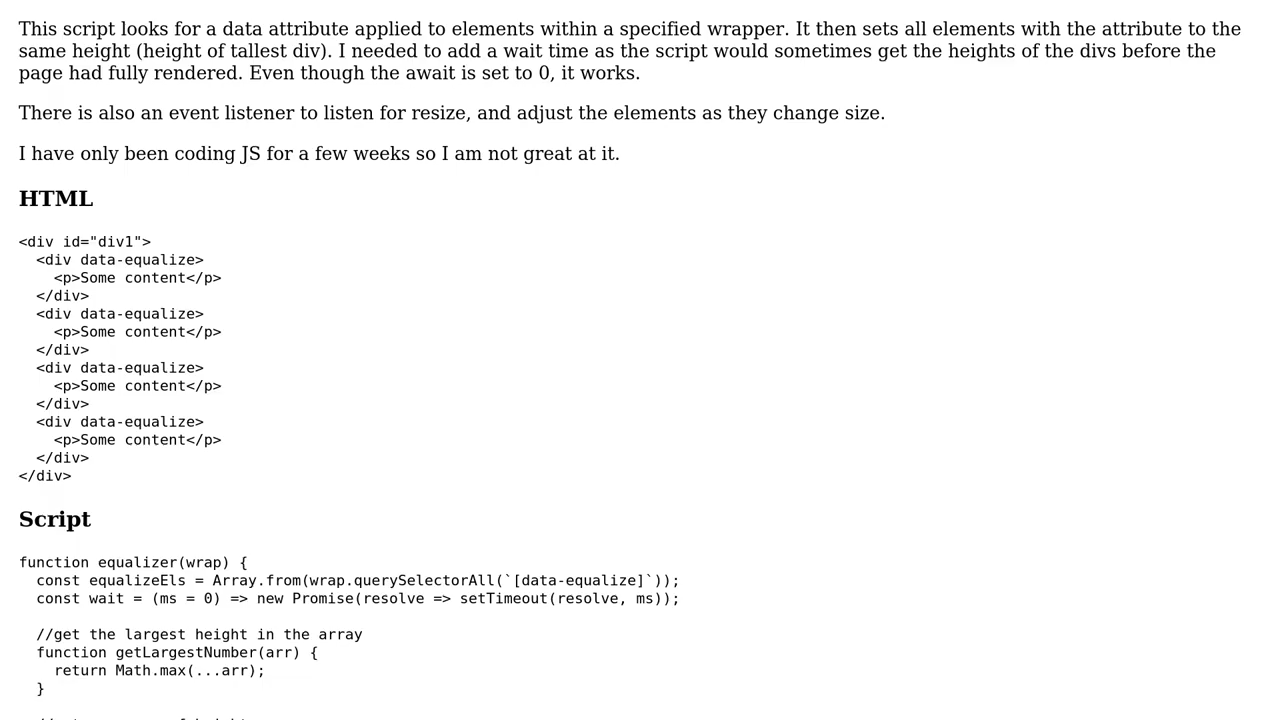 This script looks for a data attribute applied to elements within a specified wrapper. It then sets all elements with the attribute to the
same height (height of tallest div). I needed to add a wait time as the script would sometimes get the heights of the divs before the
page had fully rendered. Even though the await is set to 0, it works.
There is also an event listener to listen for resize, and adjust the elements as they change size.
I have only been coding JS for a few weeks so I am not great at it.
HTML
<div id="div1">
  <div data-equalize>
    <p>Some content</p>
  </div>
  <div data-equalize>
    <p>Some content</p>
  </div>
  <div data-equalize>
    <p>Some content</p>
  </div>
  <div data-equalize>
    <p>Some content</p>
  </div>
</div>
Script
function equalizer(wrap) {
  const equalizeEls = Array.from(wrap.querySelectorAll(`[data-equalize]`));
  const wait = (ms = 0) => new Promise(resolve => setTimeout(resolve, ms));
  //get the largest height in the array
  function getLargestNumber(arr) {
    return Math.max(...arr);
  }